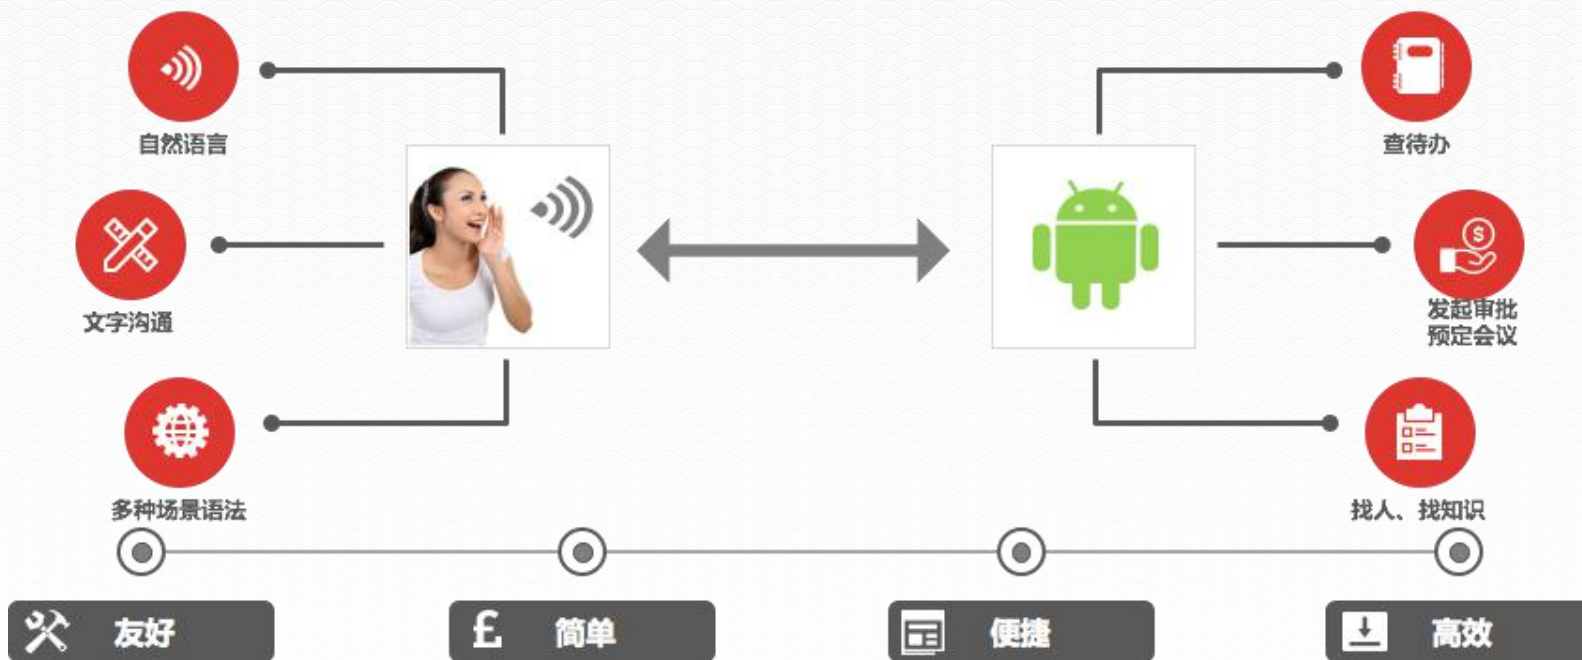 自然语言
查待办
文字沟通
发起审批
预定会议
多种场景语法
找人、找知识
友好
简单
便捷
高效